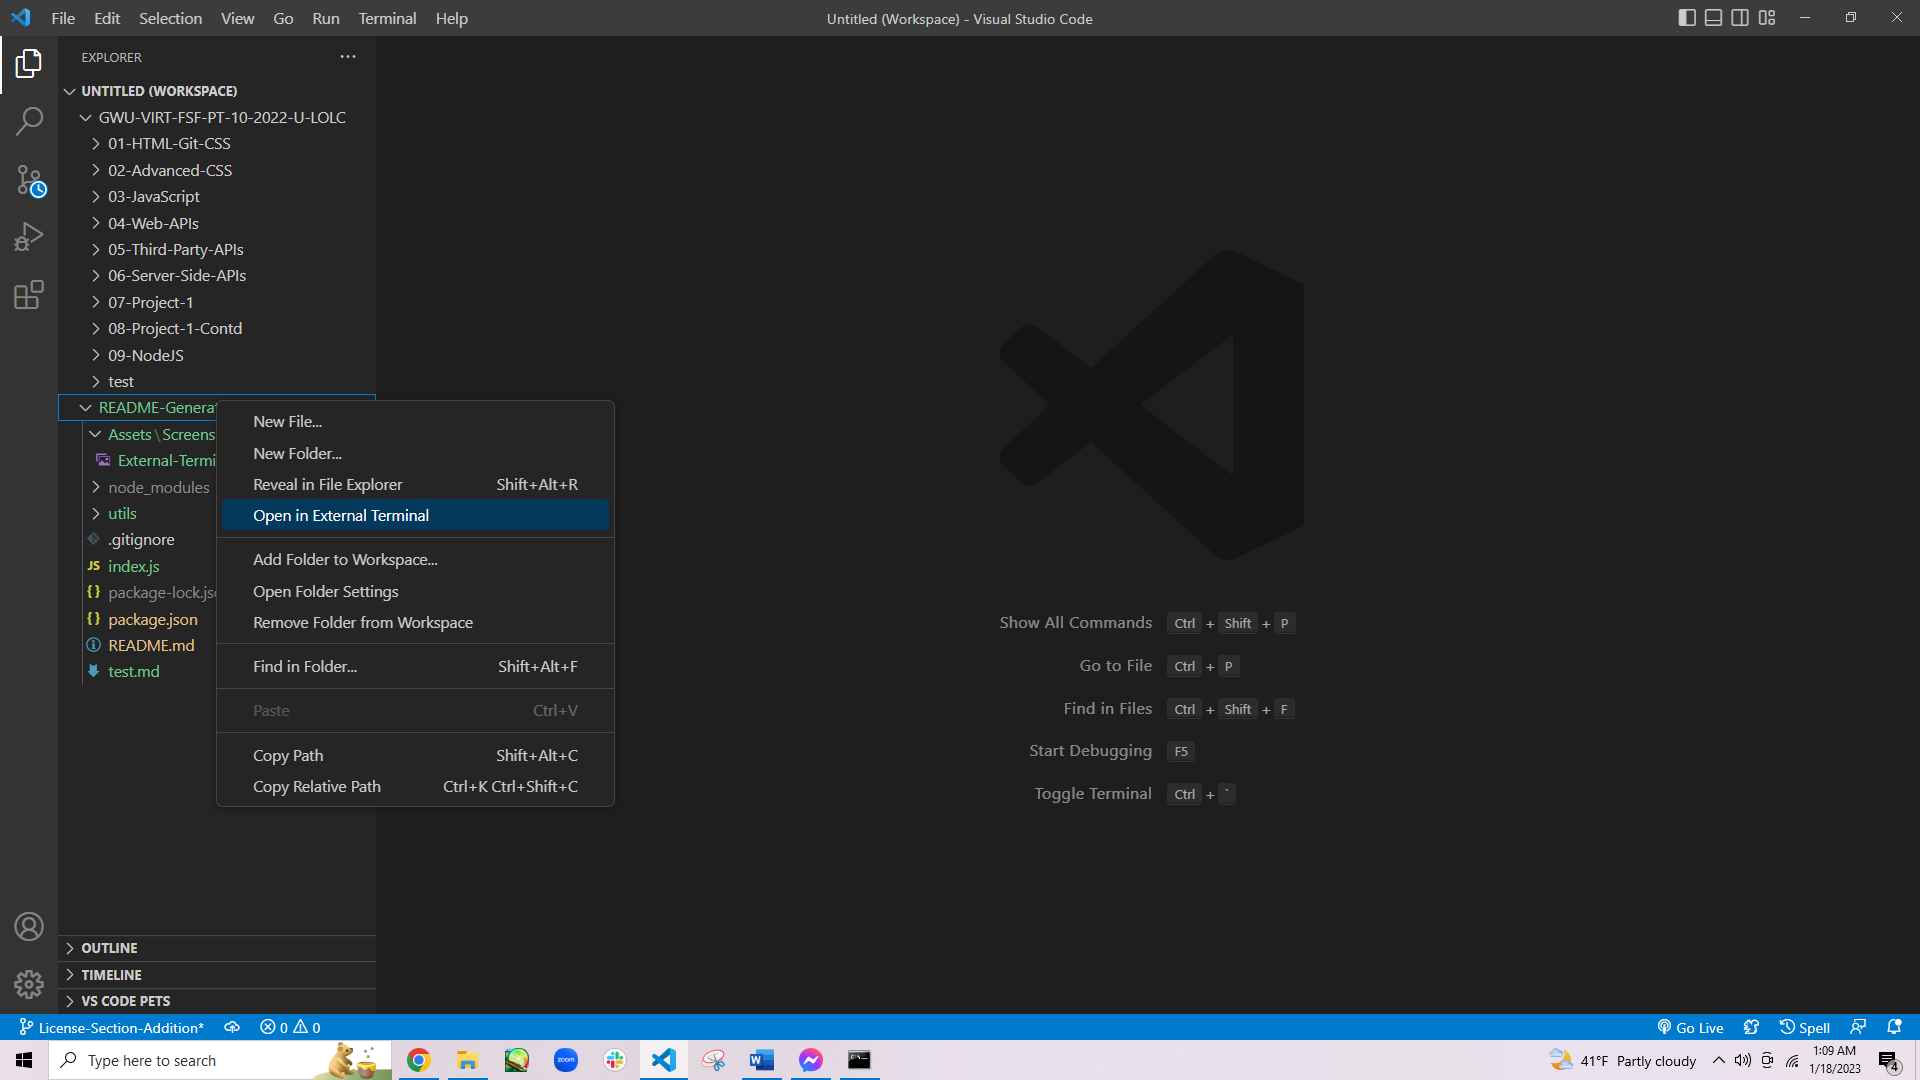 File Edit Selection View Go Run Terminal Help
Untitled (Workspace) - Visual Studio Code
EXPLORER
UNTITLED (WORKSPACE)
GWU-VIRT-FSF-PT-10-2022-U-LOLC
01-HTML-Git-CSS
02-Advanced-CSS
03-JavaScript
04-Web-APIs
05-Third-Party-APIs
06-Server-Side-APIs
07-Project-1
08-Project-1-Contd
09-NodeJS
test
README-Generat
Assets\Screens
External-Termi
node_modules
utils
.gitignore
JS index.js
{} package-lock.jso
{} package.json
README.md
test.md
New File...
New Folder...
Reveal in File Explorer Shift+Alt+R
Open in External Terminal
Add Folder to Workspace...
Open Folder Settings
Remove Folder from Workspace
Find in Folder... Shift+Alt+F
Paste Ctrl+V
Copy Path Shift+Alt+C
Copy Relative Path Ctrl+K Ctrl+Shift+C
Show All Commands Ctrl + Shift + P
Go to File Ctrl + P
Find in Files Ctrl + Shift + F
Start Debugging F5
Toggle Terminal Ctrl + `
OUTLINE
TIMELINE
VS CODE PETS
License-Section-Addition* 0 0
Go Live Spell
Type here to search
zoom
W
41°F Partly cloudy
1:09 AM
1/18/2023
4